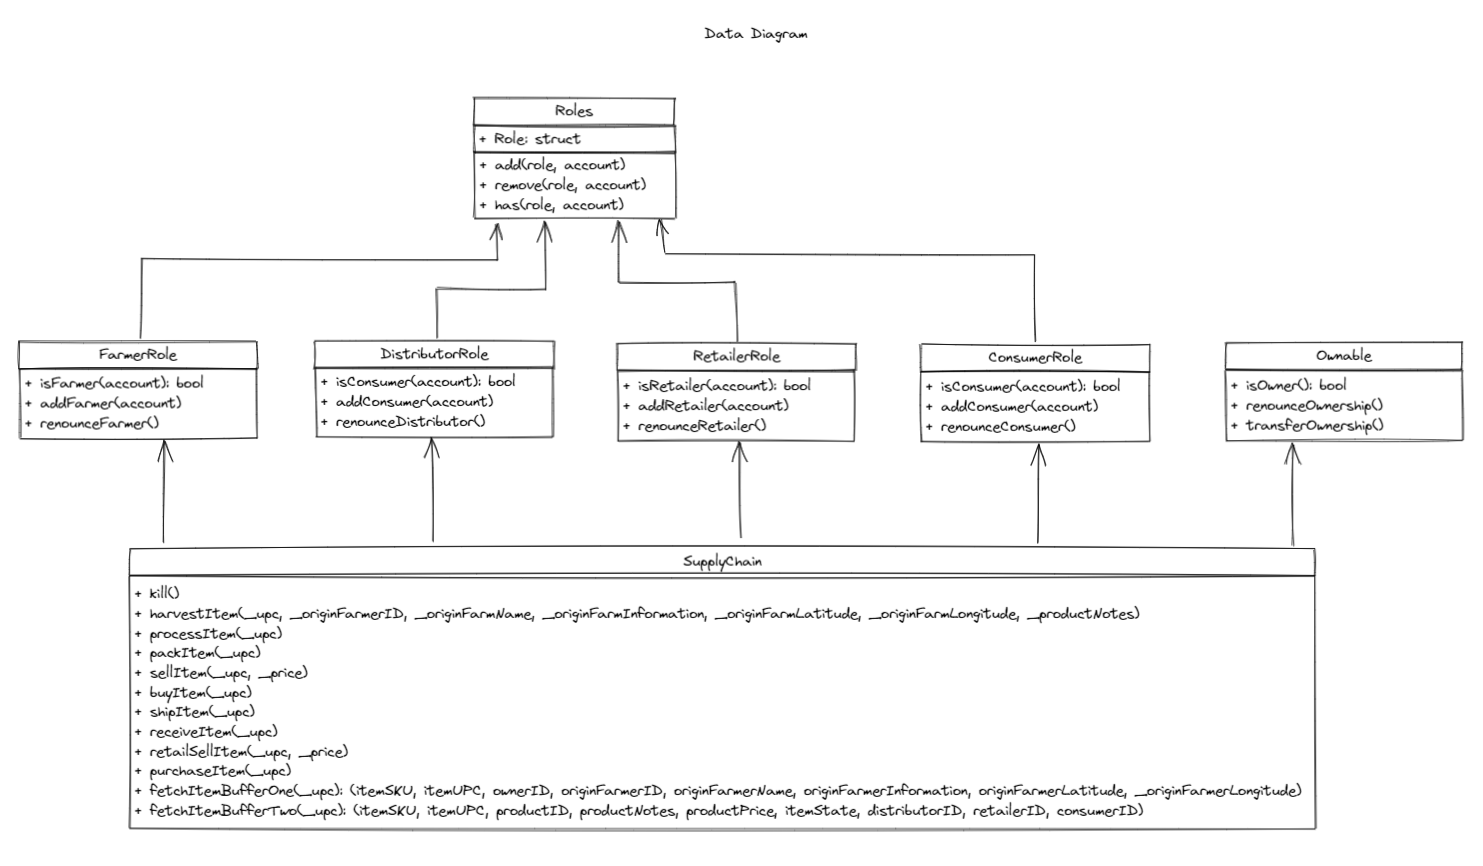 Data Diagram
Roles
+ Role: struct
+ add(role, account)
+ remove(role, account)
+ has(role, account)
FarmerRole
+ isFarmer(account): bool
+ addFarmer(account)
+ renounceFarmer()
DistributorRole
+ isConsumer(account): bool
+ addConsumer(account)
+ renounceDistributor()
RetailerRole
+ isRetailer(account): bool
+ addRetailer(account)
+ renounceRetailer()
ConsumerRole
+ isConsumer(account): bool
+ addConsumer(account)
+ renounceConsumer()
Ownable
+ isOwner(): bool
+ renounceOwnership()
+ transferOwnership()
SupplyChain
+ kill()
+ harvestItem(_upc, _originFarmerID, _originFarmName, _originFarmInformation, _originFarmLatitude, _originFarmLongitude, _productNotes)
+ processItem(_upc)
+ packItem(_upc)
+ sellItem(_upc, _price)
+ buyItem(_upc)
+ shipItem(_upc)
+ receiveItem(_upc)
+ retailSellItem(_upc, _price)
+ purchaseItem(_upc)
+ fetchItemBufferOne(_upc): (itemSKU, itemUPC, ownerID, originFarmerID, originFarmerName, originFarmerInformation, originFarmerLatitude, _originFarmerLongitude)
+ fetchItemBufferTwo(_upc): (itemSKU, itemUPC, productID, productNotes, productPrice, itemState, distributorID, retailerID, consumerID)